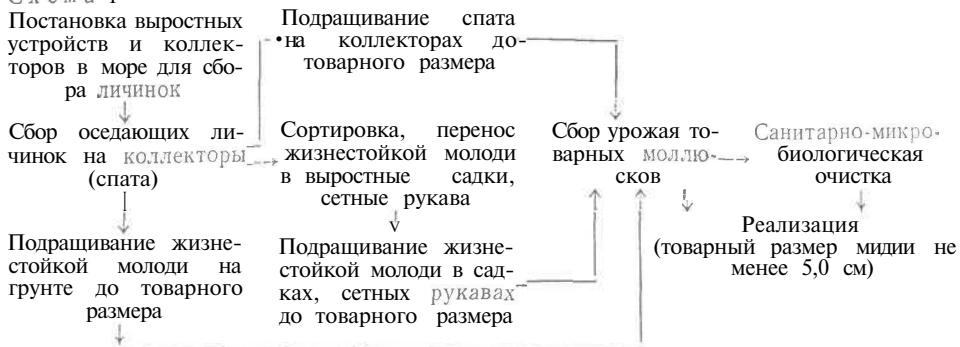 Постановка выростных
устройств и коллек-
торов в море для сбо-
ра личинок
Подращивание спата
на коллекторах до-
товарного размера
Сбор оседающих ли-
чинок на коллекторы
(спата)
Сортировка, перенос
жизнестойкой молоди
в выростные садки,
сетные рукава
Сбор урожая то-
варных моллю-
сков
Санитарно-микро-
биологическая
очистка
Подращивание жизне-
стойкой молоди на
грунте до товарного
размера
Подращивание жизне-
стойкой молоди в сад-
ках, сетных рукавах
до товарного размера
Реализация
(товарный размер мидии не
менее 5,0 см)